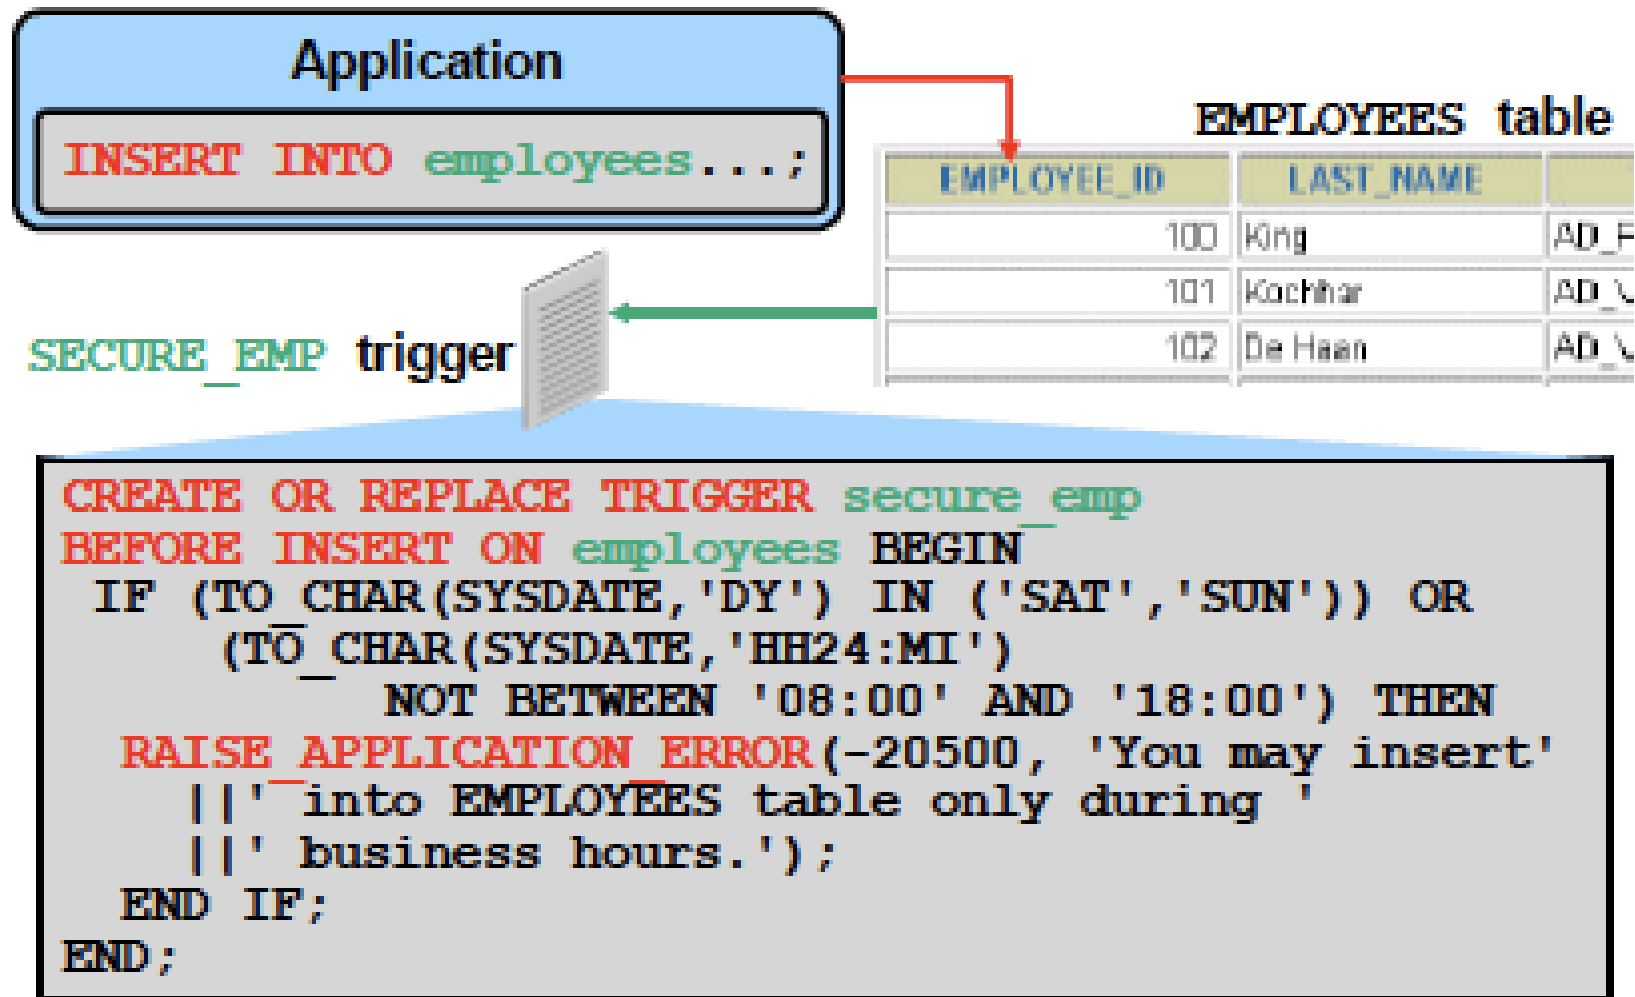 Application
INSERT INTO employees...;
EMPLOYEES table
EMPLOYEE_ID LAST_NAME
100 King
101 Kochhar
102 De Haan
SECURE_EMP trigger
CREATE OR REPLACE TRIGGER secure_emp
BEFORE INSERT ON employees BEGIN
IF (TO_CHAR(SYSDATE,'DY') IN ('SAT','SUN')) OR
(TO_CHAR(SYSDATE,'HH24:MI')
NOT BETWEEN '08:00' AND '18:00') THEN
RAISE_APPLICATION_ERROR(-20500, 'You may insert'
||' into EMPLOYEES table only during '
||' business hours.');
END IF;
END;